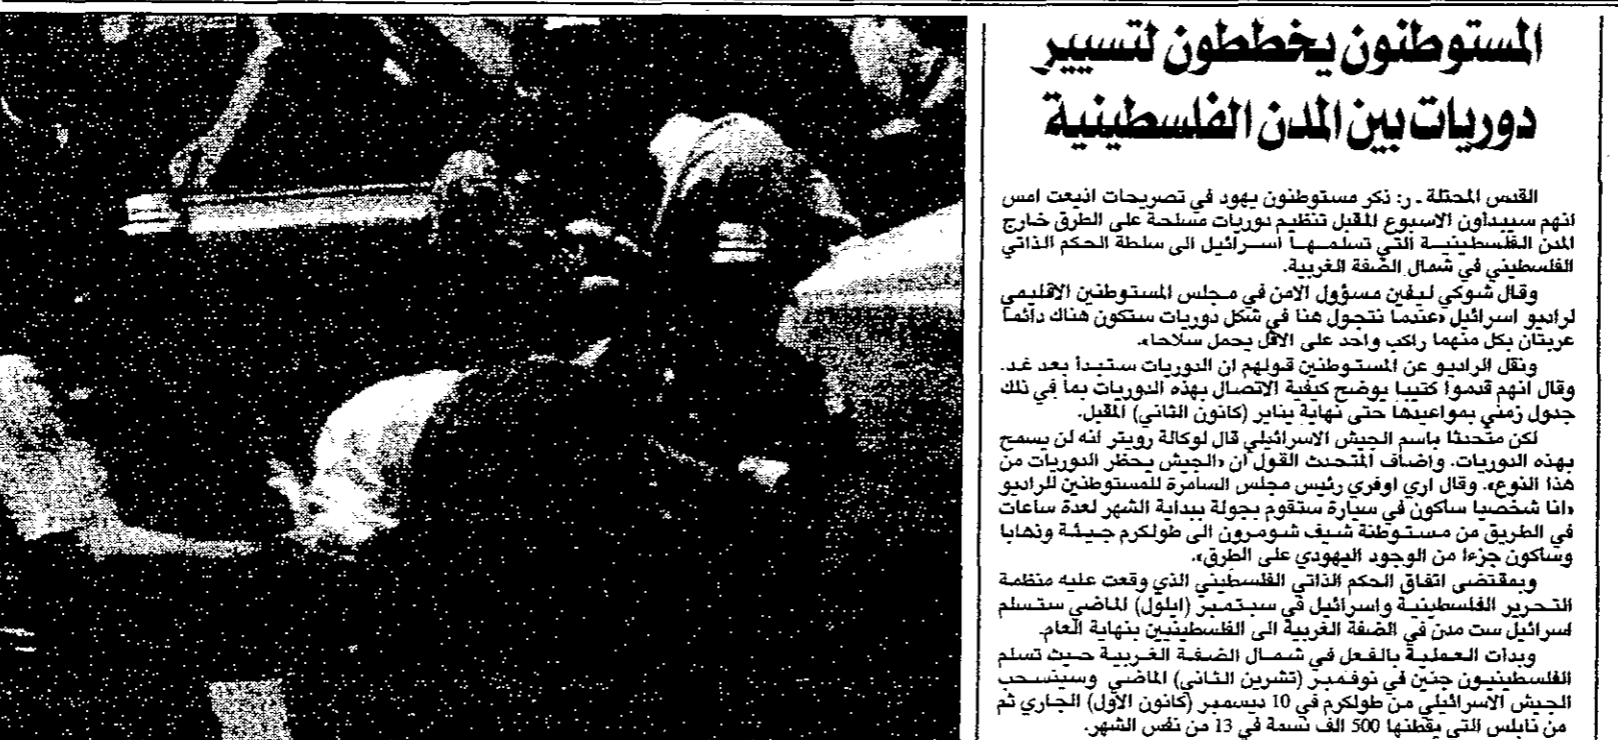 المستوطنون يخططون لتسيير
دوريات بين المدن الفلسطينية
القدس المحتلة ـ ر: ذكر مستوطنون يهود في تصريحات اذيعت امس
انهم سيبدأون الاسبوع المقبل تنظيم دوريات مسلحة على الطرق خارج
المدن الفلسطينية التي تسلمها اسرائيل الى سلطة الحكم الذاتي
الفلسطيني في شمال الضفة الغربية.
وقال شوكي ليفين مسؤول الامن في مجلس المستوطنين الاقليمي
لراديو اسرائيل «عندما نتجول هنا في شكل دوريات ستكون هناك دائما
عربتان بكل منهما راكب واحد على الاقل يحمل سلاحا».
ونقل الراديو عن المستوطنين قولهم ان الدوريات ستبدأ بعد غد.
وقال انهم قدموا كتيبا يوضح كيفية الاتصال بهذه الدوريات بما في ذلك
جدول زمني بمواعيدها حتى نهاية يناير (كانون الثاني) المقبل.
لكن متحدثا باسم الجيش الاسرائيلي قال لوكالة رويتر انه لن يسمح
بهذه الدوريات. واضاف المتحدث القول ان «الجيش يحظر الدوريات من
هذا النوع». وقال اري اوفري رئيس مجلس السامرة للمستوطنين للراديو
«انا شخصيا ساكون في سيارة ستقوم بجولة ببداية الشهر لعدة ساعات
في الطريق من مستوطنة شيف شومرون الى طولكرم جيئة وذهابا
وساكون جزءا من الوجود اليهودي على الطرق».
وبمقتضى اتفاق الحكم الذاتي الفلسطيني الذي وقعت عليه منظمة
التحرير الفلسطينية واسرائيل في سبتمبر (ايلول) الماضي ستسلم
اسرائيل ست مدن في الضفة الغربية الى الفلسطينيين بنهاية العام.
وبدات العملية بالفعل في شمال الضفة الغربية حيث تسلم
الفلسطينيون جنين في نوفمبر (تشرين الثاني) الماضي وسينسحب
الجيش الاسرائيلي من طولكرم في 10 ديسمبر (كانون الاول) الجاري ثم
من نابلس التي يقطنها 500 الف نسمة في 13 من نفس الشهر.